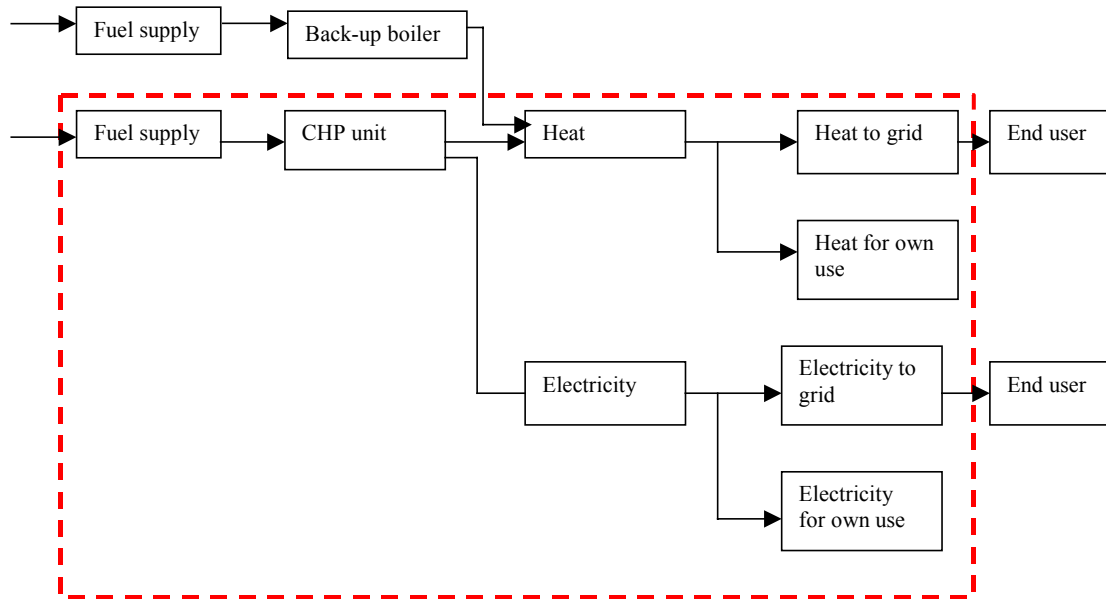 Fuel supply
Back-up boiler
Fuel supply
CHP unit
Heat
Heat to grid
End user
Heat for own
use
Electricity
Electricity to
grid
End user
Electricity
for own use